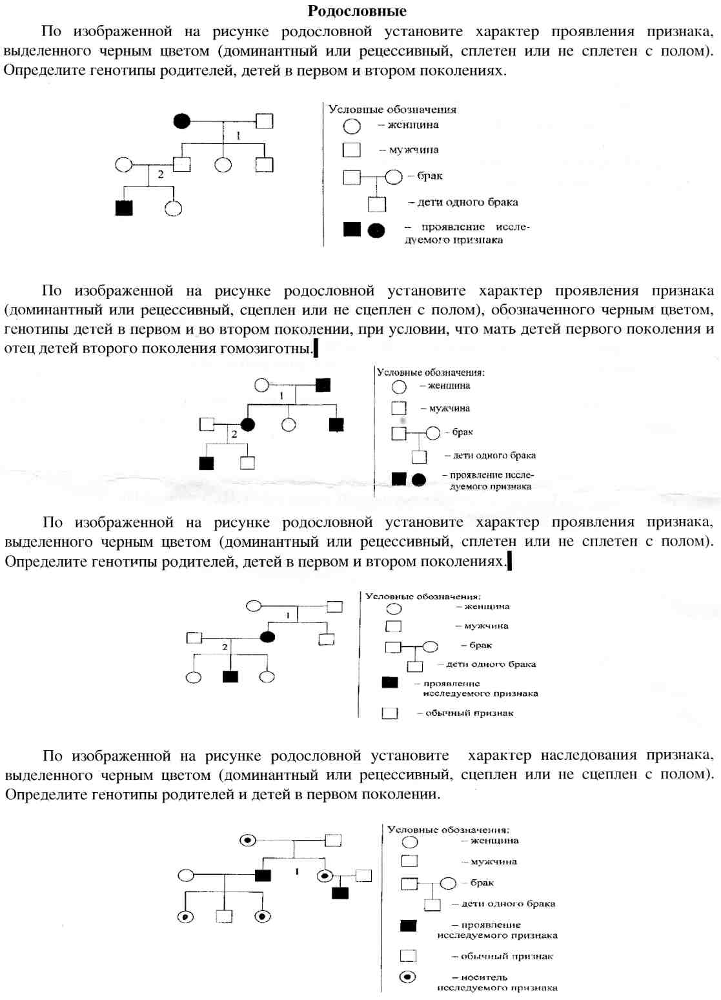 Родословные
По изображенной на рисунке родословной установите характер проявления признака,
выделенного черным цветом (доминантный или рецессивный, сплетен или не сплетен с полом).
Определите генотипы родителей, детей в первом и втором поколениях.
Условные обозначения
– женщина
1
– мужчина
2
– брак
– дети одного брака
– проявление иссле-
дуемого признака
По изображенной на рисунке родословной установите характер проявления признака
(доминантный или рецессивный, сцеплен или не сцеплен с полом), обозначенного черным цветом,
генотипы детей в первом и во втором поколении, при условии, что мать детей первого поколения и
отец детей второго поколения гомозиготны.
Условные обозначения:
– женщина
1
– мужчина
2
– брак
– дети одного брака
– проявление иссле-
дуемого признака
По изображенной на рисунке родословной установите характер проявления признака,
выделенного черным цветом (доминантный или рецессивный, сплетен или не сплетен с полом).
Определите генотипы родителей, детей в первом и втором поколениях.
Условные обозначения:
– женщина
1
– мужчина
2
– брак
– дети одного брака
– проявление
исследуемого признака
– обычный признак
По изображенной на рисунке родословной установите характер наследования признака,
выделенного черным цветом (доминантный или рецессивный, сцеплен или не сцеплен с полом).
Определите генотипы родителей и детей в первом поколении.
Условные обозначения:
– женщина
– мужчина
1
– брак
– дети одного брака
– проявление
исследуемого признака
– обычный признак
– носитель
исследуемого признака